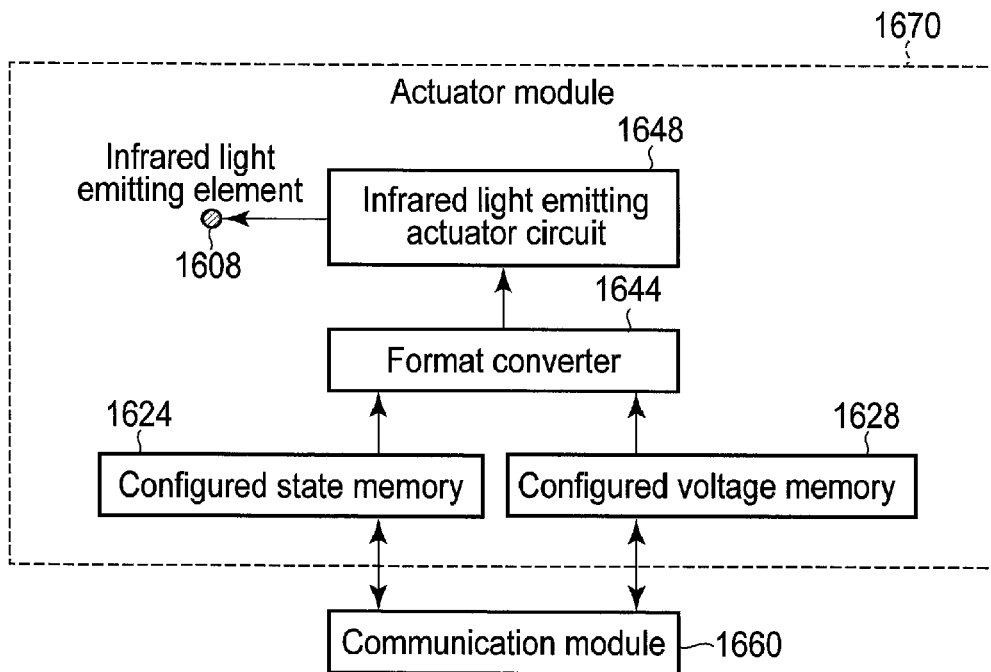 1670
Actuator module
1648
Infrared light
emitting element
Infrared light emitting
actuator circuit
1608
1644
Format converter
1624
1628
Configured state memory
Configured voltage memory
Communication module
1660